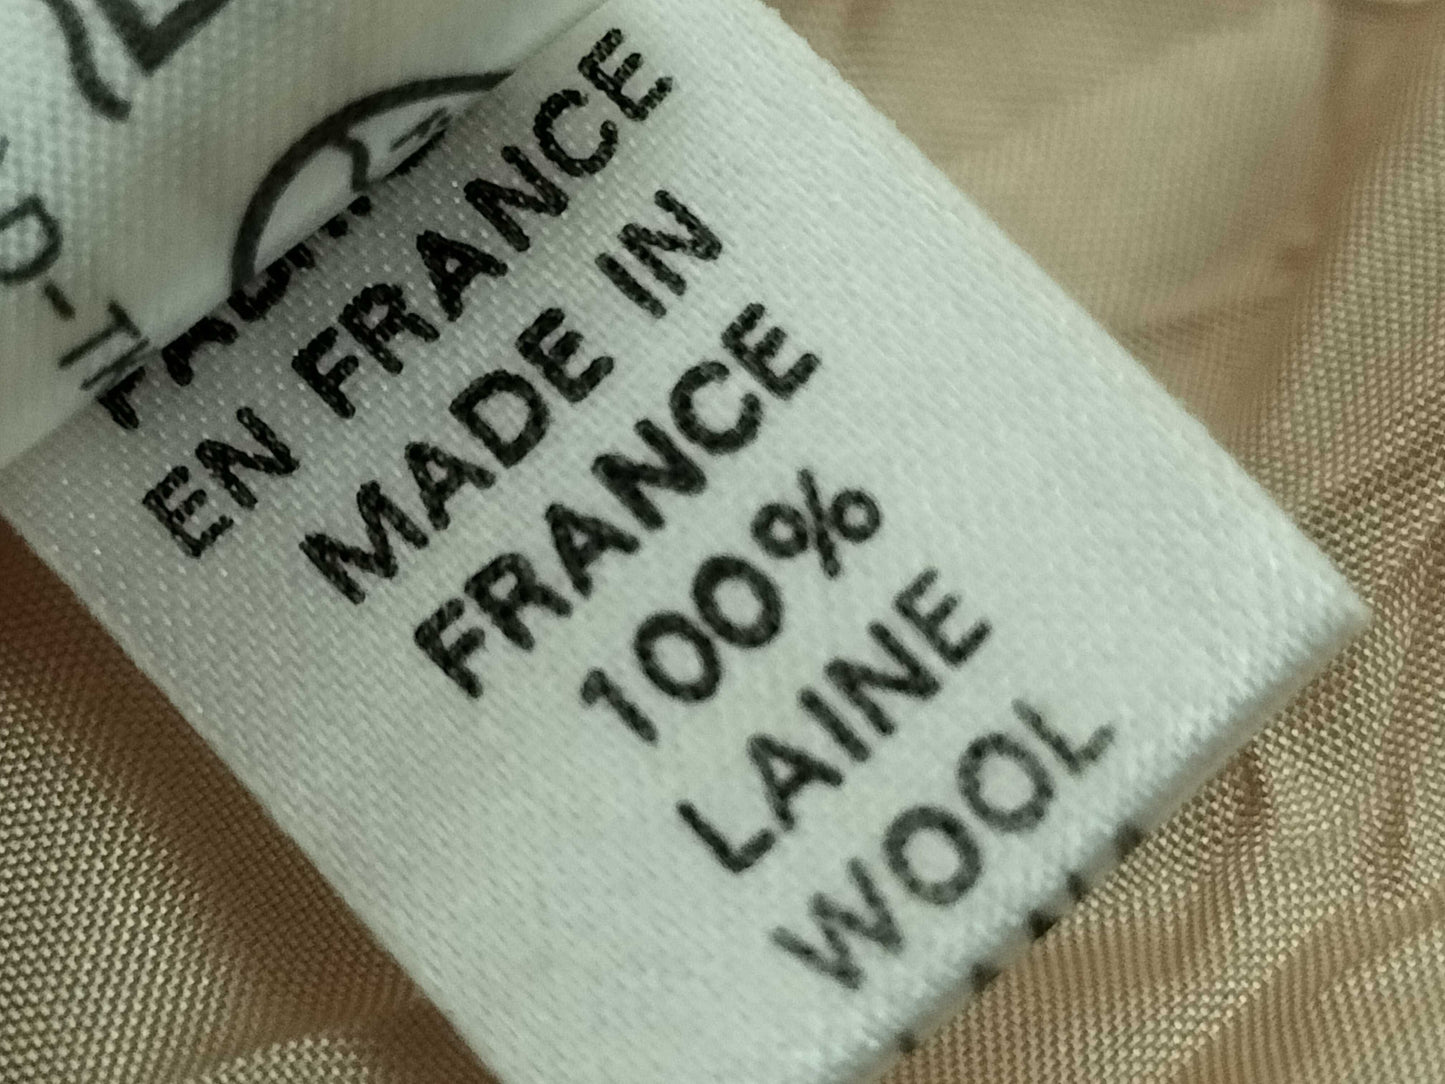 EN FRANCE
MADE IN
FRANCE
100%
LAINE
WOOL